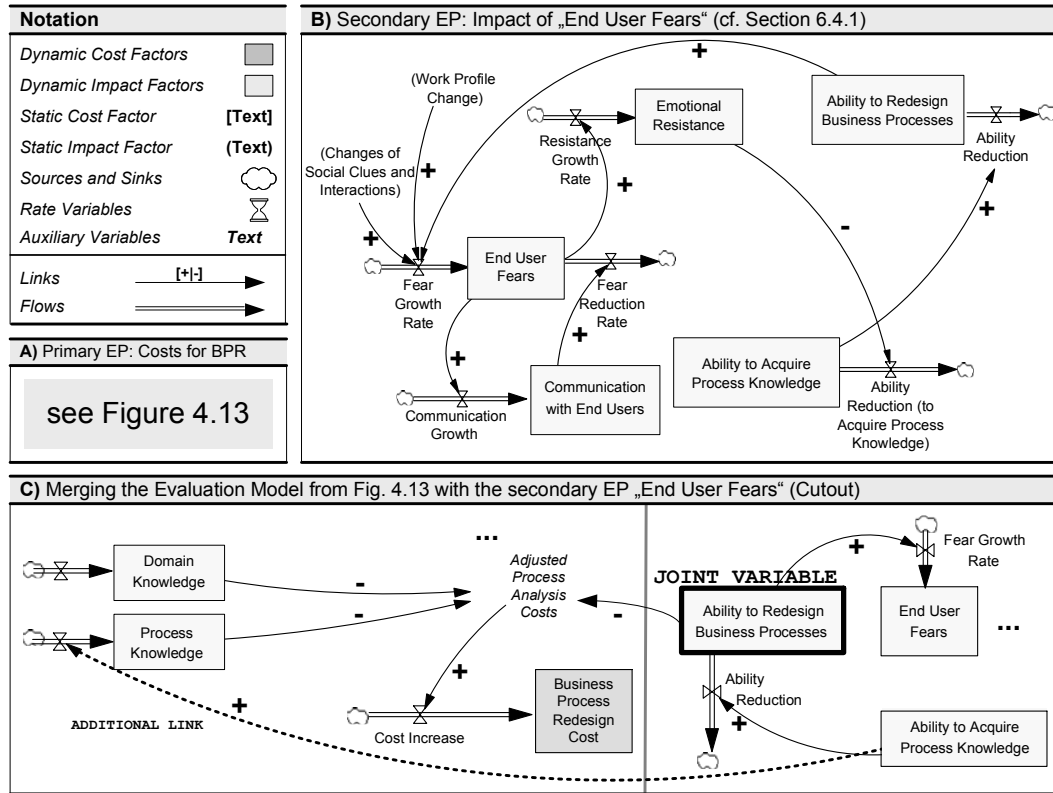 Notation
Dynamic Cost Factors
Dynamic Impact Factors
Static Cost Factor [Text]
Static Impact Factor (Text)
Sources and Sinks
Rate Variables
Auxiliary Variables Text
Links [+|-]
Flows
A) Primary EP: Costs for BPR
see Figure 4.13
B) Secondary EP: Impact of „End User Fears“ (cf. Section 6.4.1)
+
(Work Profile
Change)
Emotional
Resistance
Ability to Redesign
Business Processes
Resistance
Growth
Rate
Ability
Reduction
(Changes of
Social Clues and
Interactions)
+
+
+
-
+
End User
Fears
Fear
Growth
Rate
Fear
Reduction
Rate
+
+
Ability to Acquire
Process Knowledge
Communication
with End Users
Communication
Growth
Ability
Reduction (to
Acquire Process
Knowledge)
C) Merging the Evaluation Model from Fig. 4.13 with the secondary EP „End User Fears“ (Cutout)
...
Domain
Knowledge
-
Adjusted
Process
Analysis
Costs
Process
Knowledge
-
+
Business
Process
Redesign
Cost
Cost Increase
+
ADDITIONAL LINK
JOINT VARIABLE
Ability to Redesign
Business Processes
-
+
Fear Growth
Rate
End User
Fears
...
Ability
Reduction
+
Ability to Acquire
Process Knowledge